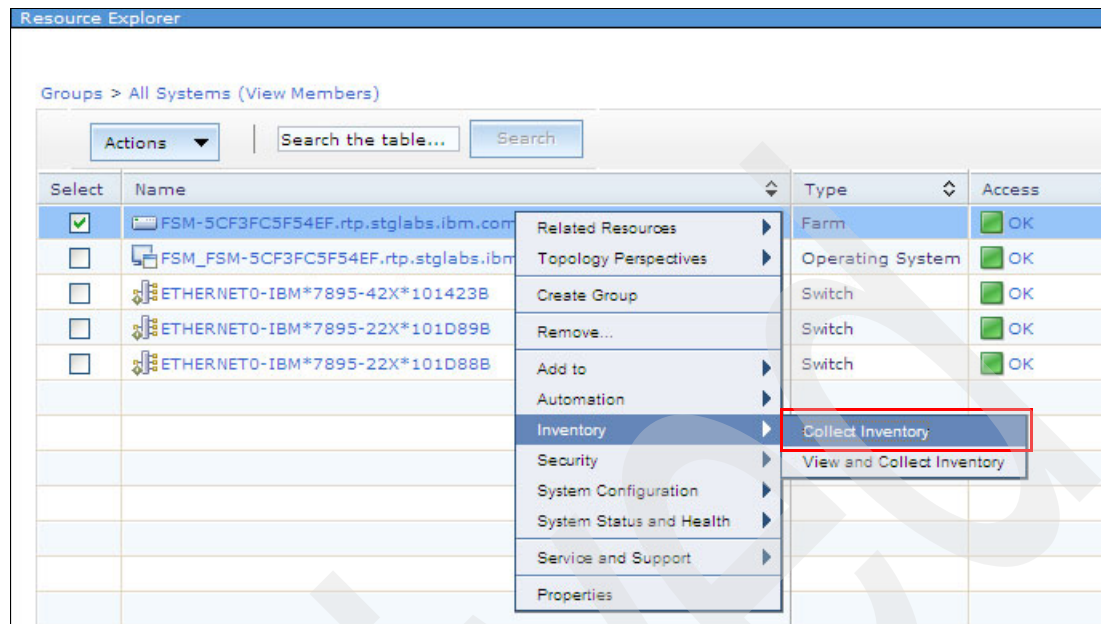 Resource Explorer
Groups > All Systems (View Members)
Actions Search the table... Search
Select Name Type Access
FSM-5CF3FC5F54EF.rtp.stglabs.ibm.com Farm OK
FSM_FSM-5CF3FC5F54EF.rtp.stglabs.ibm Operating System OK
ETHERNET0-IBM*7895-42X*101423B Switch OK
ETHERNET0-IBM*7895-22X*101D89B Switch OK
ETHERNET0-IBM*7895-22X*101D88B Switch OK
Related Resources
Topology Perspectives
Create Group
Remove...
Add to
Automation
Inventory
Security
System Configuration
System Status and Health
Service and Support
Properties
Collect Inventory
View and Collect Inventory